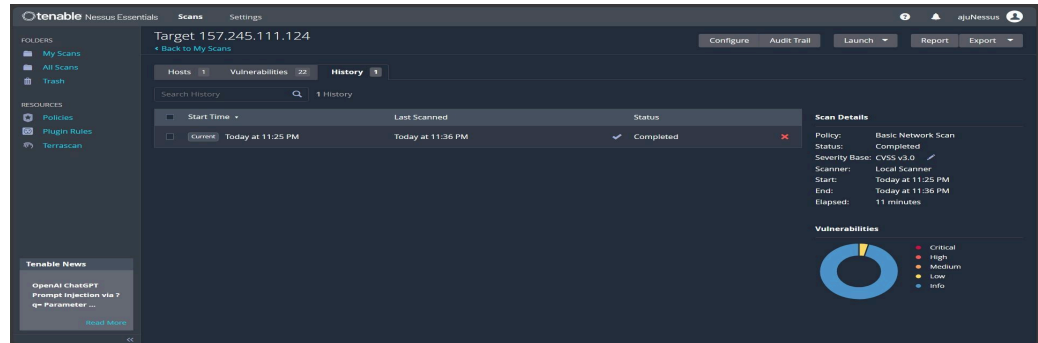 tenable Nessus Essentials Scans Settings ajuNessus
FOLDERS
My Scans
All Scans
Trash
RESOURCES
Policies
Plugin Rules
Terrascan
Tenable News
OpenAI ChatGPT
Prompt Injection via ?
q= Parameter ...
Read More
Target 157.245.111.124
Back to My Scans
Configure Audit Trail Launch Report Export
Hosts 1 Vulnerabilities 22 History 1
Search History 1 History
Start Time Last Scanned Status
Current Today at 11:25 PM Today at 11:36 PM Completed
Scan Details
Policy: Basic Network Scan
Status: Completed
Severity Base: CVSS v3.0
Scanner: Local Scanner
Start: Today at 11:25 PM
End: Today at 11:36 PM
Elapsed: 11 minutes
Vulnerabilities
Critical
High
Medium
Low
Info